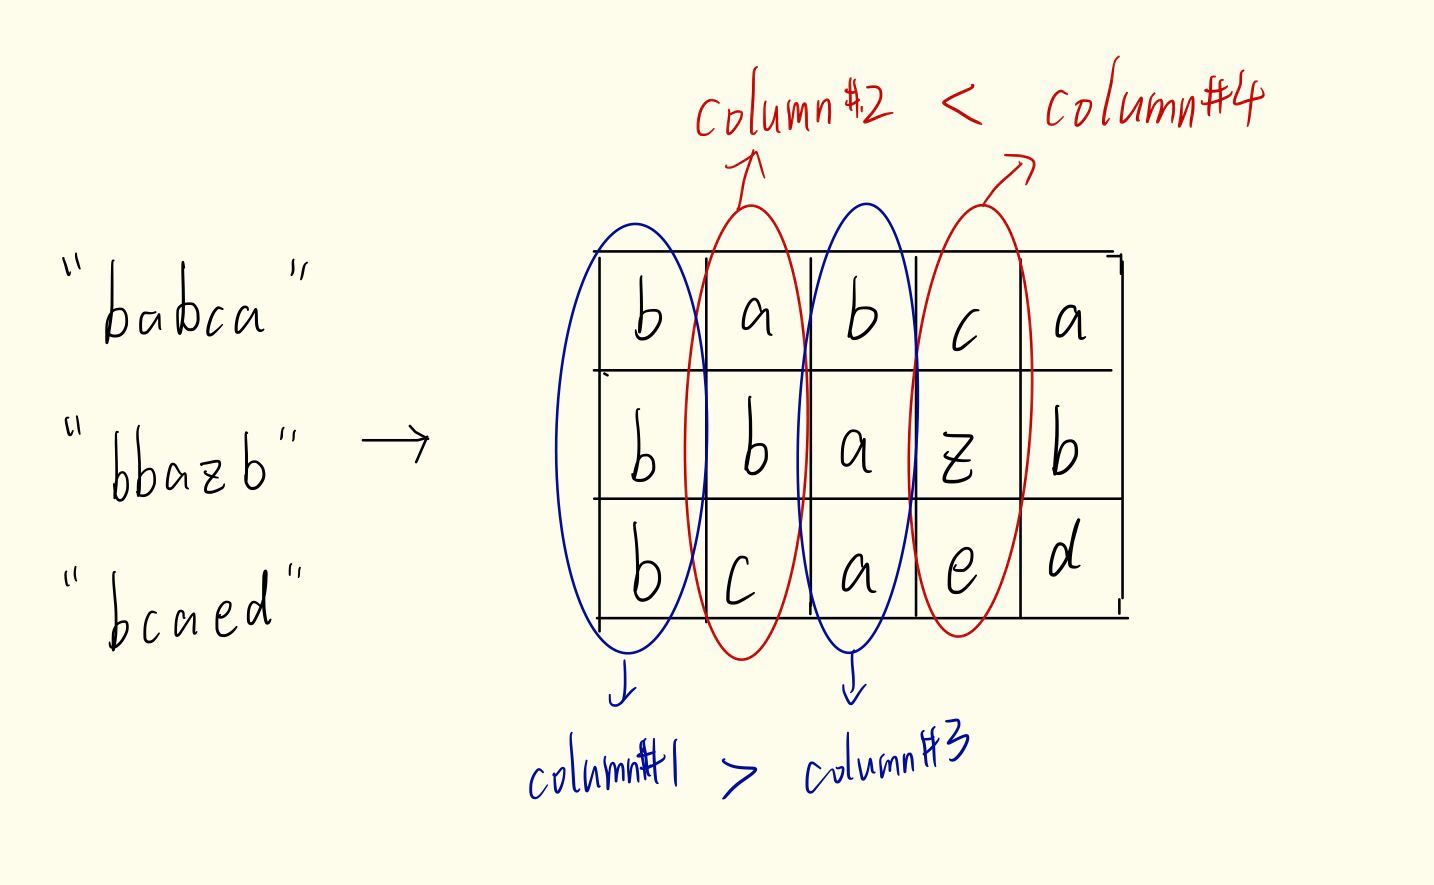 column#2 < column#4
"babca"
b a b c a
"bbazb" →
b b a z b
"bcaed"
b c a e d
column#1 > column#3